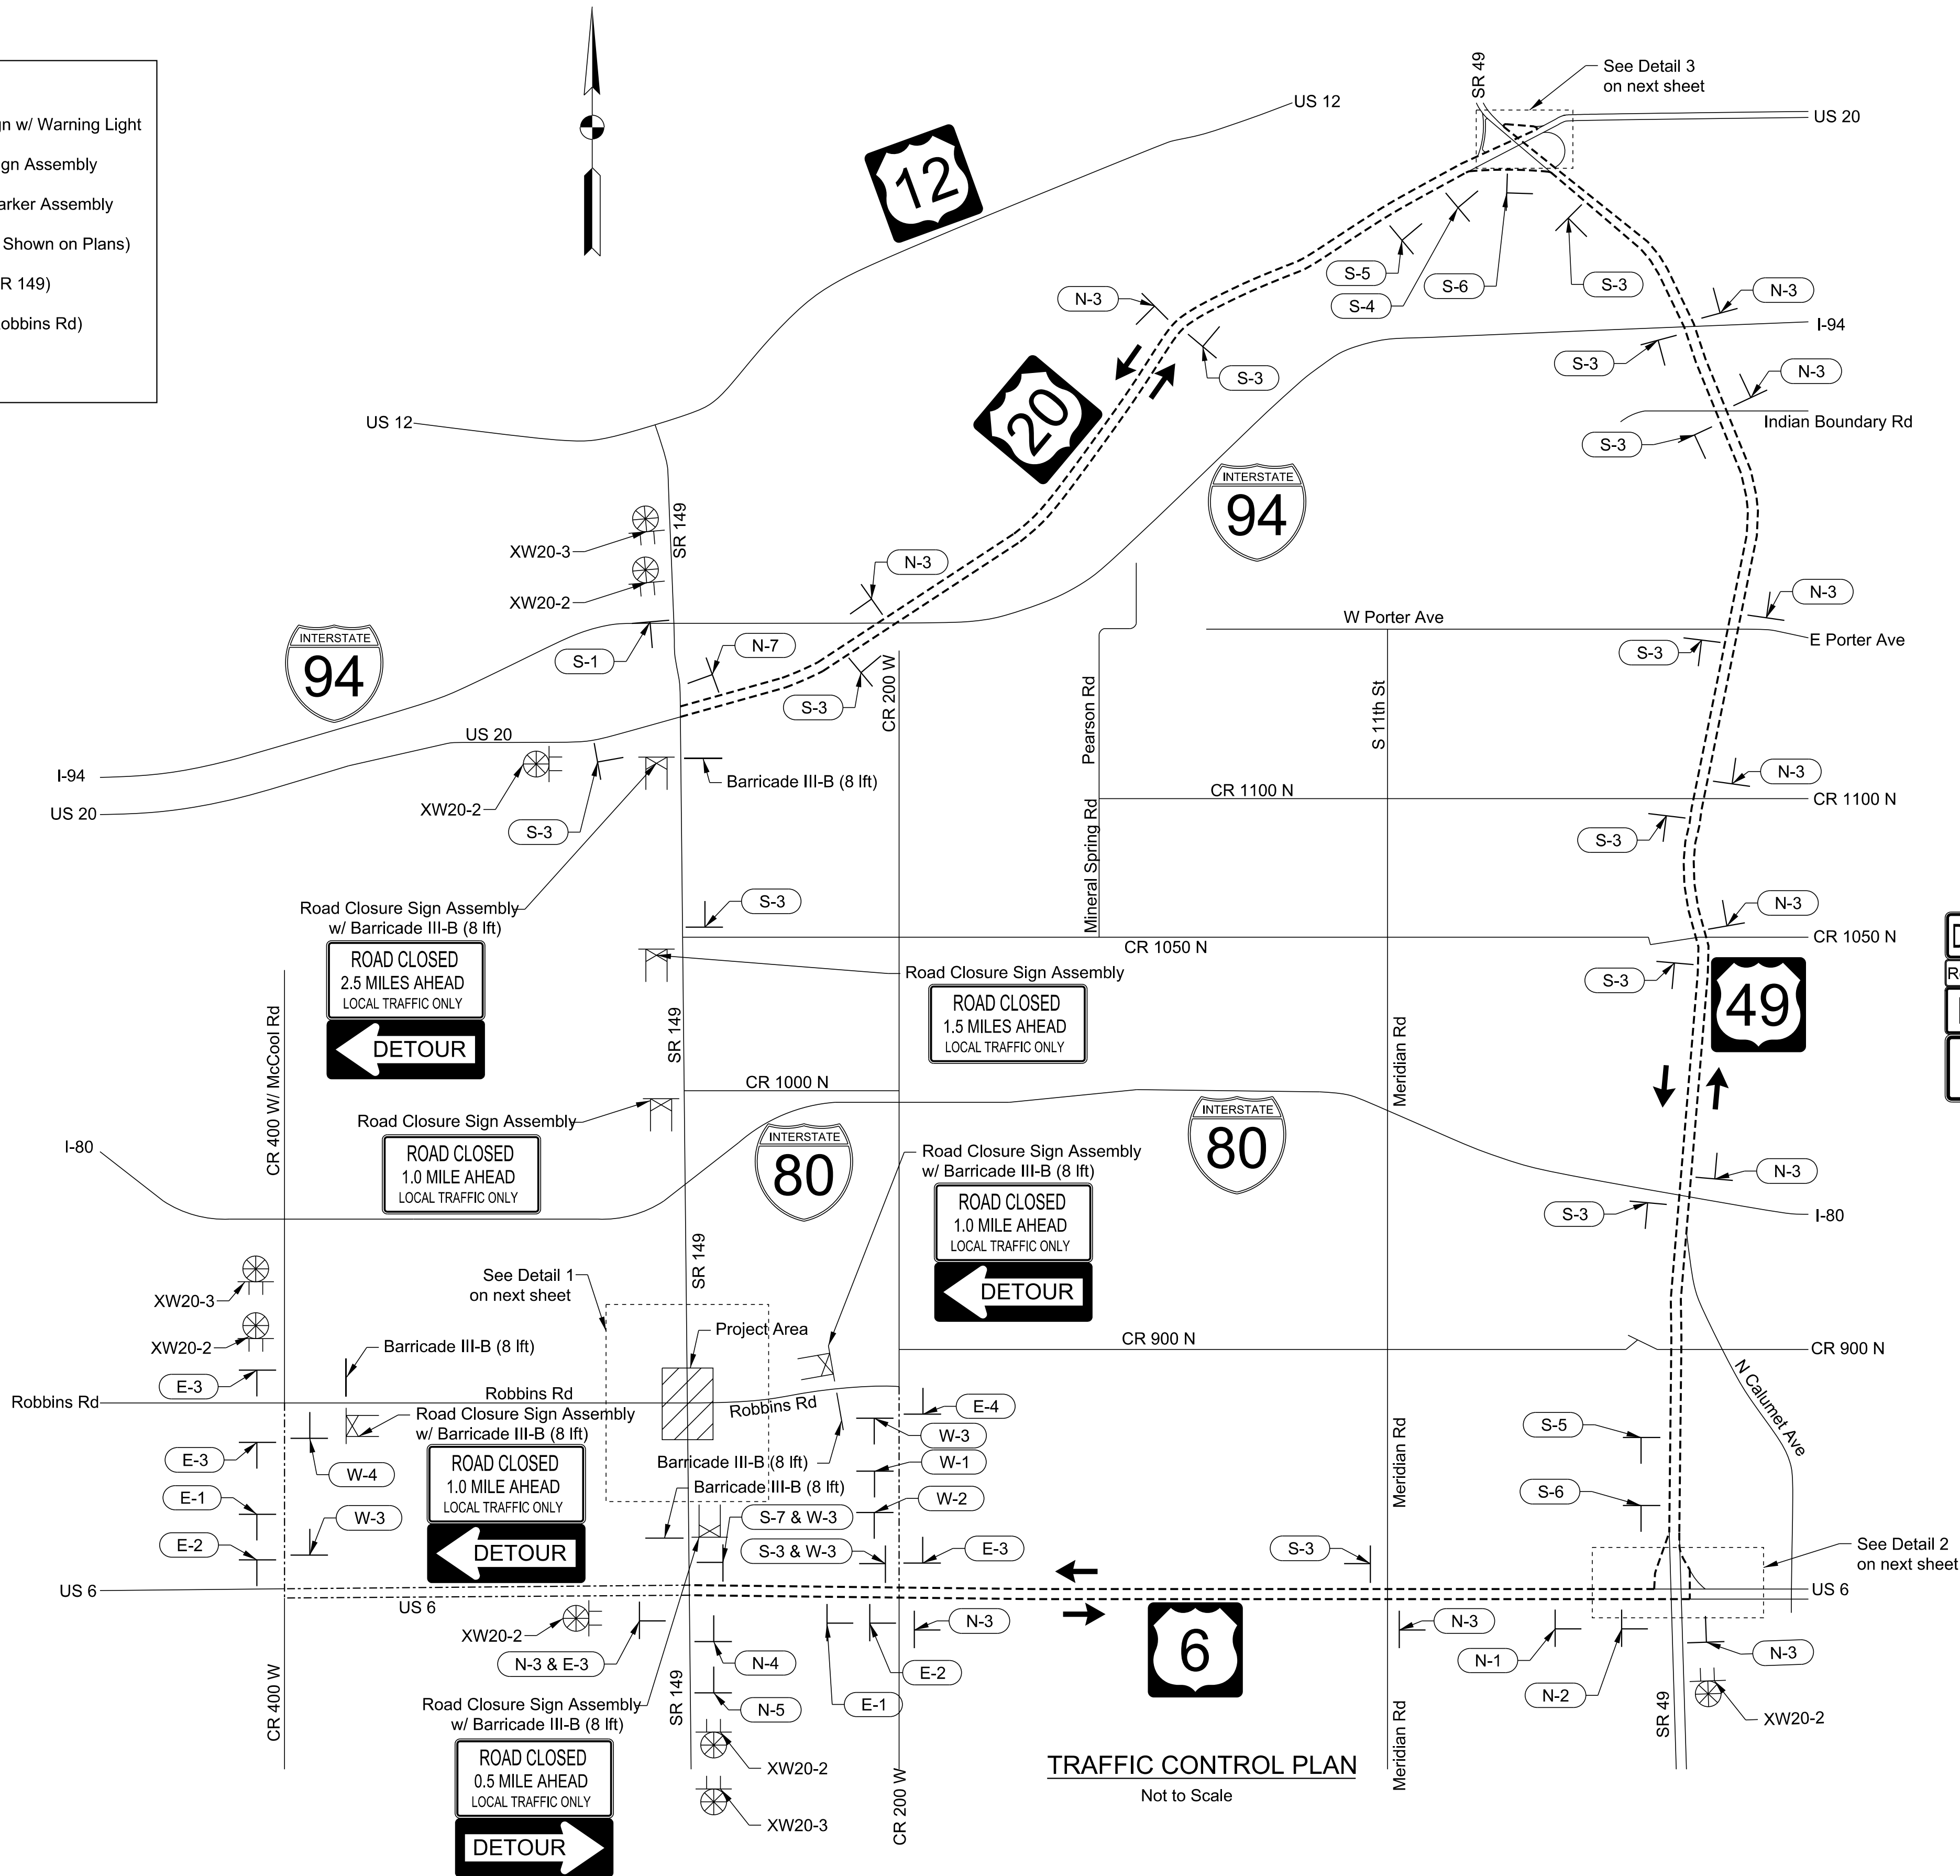 US 12
SR 49
See Detail 3
on next sheet
US 20
gn w/ Warning Light
ign Assembly
arker Assembly
Shown on Plans)
R 149)
obbins Rd)
12
S-5
S-4
S-6
S-3
N-3
N-3
I-94
S-3
S-3
N-3
20
US 12
Indian Boundary Rd
S-3
INTERSTATE
94
XW20-3
SR 149
XW20-2
N-3
N-3
W Porter Ave
E Porter Ave
INTERSTATE
94
S-1
N-7
S-3
S-3
CR 200 W
Pearson Rd
S 11th St
US 20
I-94
US 20
XW20-2
S-3
Barricade III-B (8 lft)
N-3
CR 1100 N
CR 1100 N
Mineral Spring Rd
S-3
Road Closure Sign Assembly
w/ Barricade III-B (8 lft)
ROAD CLOSED
2.5 MILES AHEAD
LOCAL TRAFFIC ONLY
DETOUR
S-3
N-3
CR 1050 N
CR 1050 N
Road Closure Sign Assembly
ROAD CLOSED
1.5 MILES AHEAD
LOCAL TRAFFIC ONLY
S-3
49
CR 400 W/ McCool Rd
SR 149
Meridian Rd
CR 1000 N
Road Closure Sign Assembly
ROAD CLOSED
1.0 MILE AHEAD
LOCAL TRAFFIC ONLY
I-80
INTERSTATE
80
INTERSTATE
80
Road Closure Sign Assembly
w/ Barricade III-B (8 lft)
ROAD CLOSED
1.0 MILE AHEAD
LOCAL TRAFFIC ONLY
DETOUR
N-3
S-3
I-80
SR 149
See Detail 1
on next sheet
XW20-3
XW20-2
Project Area
Barricade III-B (8 lft)
CR 900 N
CR 900 N
N Calumet Ave
E-3
Robbins Rd
Robbins Rd
Robbins Rd
Road Closure Sign Assembly
w/ Barricade III-B (8 lft)
ROAD CLOSED
1.0 MILE AHEAD
LOCAL TRAFFIC ONLY
DETOUR
E-4
W-3
Barricade III-B (8 lft)
W-1
Barricade III-B (8 lft)
W-2
Meridian Rd
S-5
S-6
E-3
W-4
E-1
W-3
E-2
S-7 & W-3
S-3 & W-3
E-3
S-3
See Detail 2
on next sheet
US 6
US 6
US 6
XW20-2
N-3 & E-3
N-4
N-5
N-3
E-2
E-1
6
N-3
N-1
N-2
N-3
XW20-2
CR 400 W
SR 149
Road Closure Sign Assembly
w/ Barricade III-B (8 lft)
ROAD CLOSED
0.5 MILE AHEAD
LOCAL TRAFFIC ONLY
DETOUR
XW20-2
XW20-3
CR 200 W
Meridian Rd
SR 49
TRAFFIC CONTROL PLAN
Not to Scale